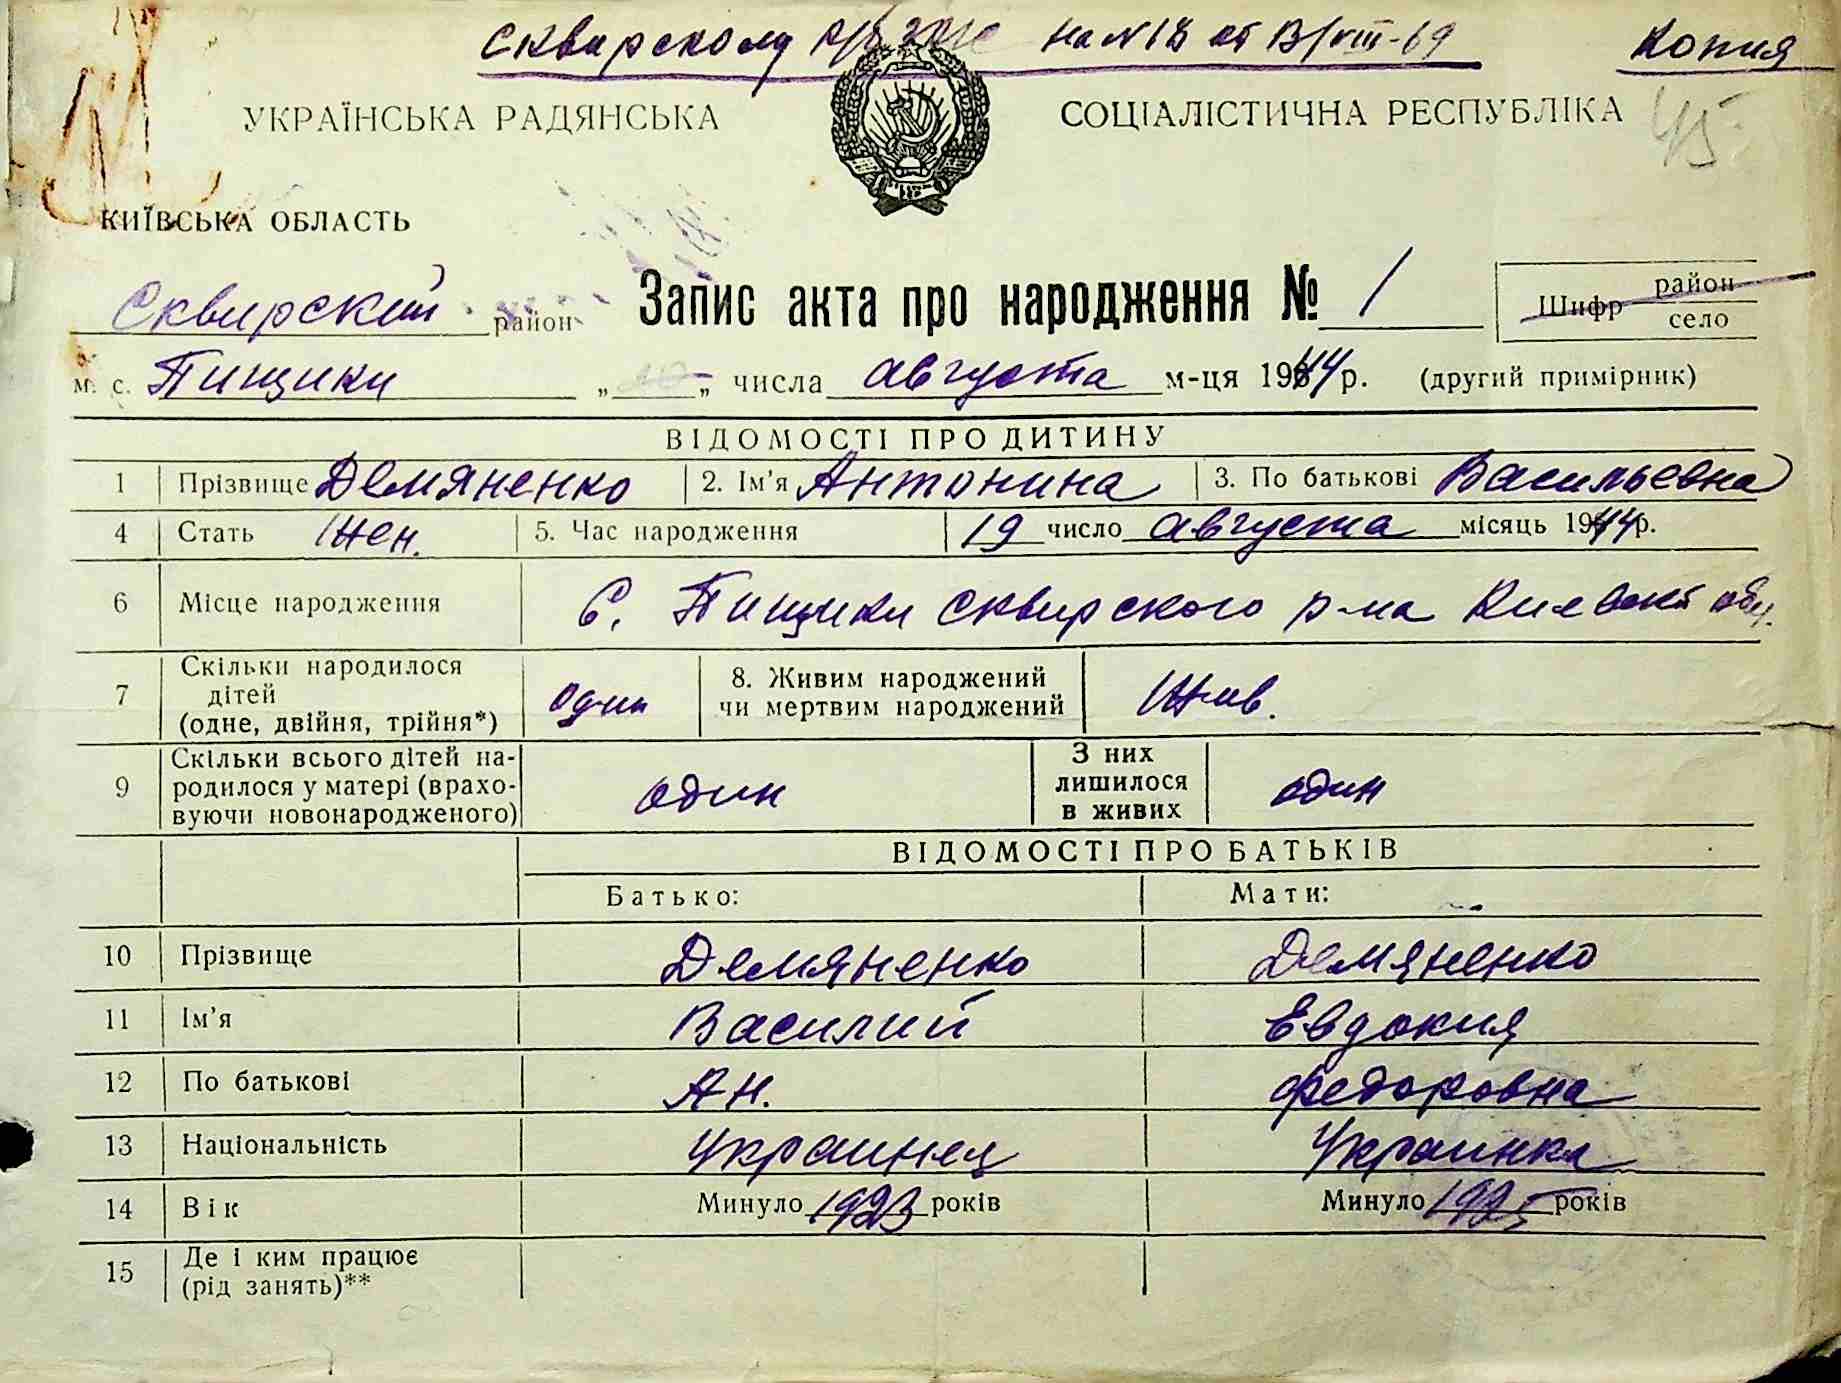 Сквирскому р/б загс на №18 от 13/VIII-69 Копия
УКРАЇНСЬКА РАДЯНСЬКА СОЦІАЛІСТИЧНА РЕСПУБЛІКА 45
КИЇВСЬКА ОБЛАСТЬ
Сквирский район Запис акта про народження № 1 Шифр район село
м. с. Пищики „ „ числа августа м-ця 1944 р. (другий примірник)
ВІДОМОСТІ ПРО ДИТИНУ
1 Прізвище Демяненко 2. Ім'я Антонина 3. По батькові Васильевна
4 Стать Жен. 5. Час народження 19 число августа місяць 1944 р.
6 Місце народження С. Пищики Сквирского р-на Киевской обл.
7 Скільки народилося дітей (одне, двійня, трійня*) один 8. Живим народжений чи мертвим народжений Жив.
9 Скільки всього дітей народилося у матері (враховуючи новонародженого) один З них лишилося в живих один
ВІДОМОСТІ ПРО БАТЬКІВ
Батько: Мати:
10 Прізвище Демяненко Демяненко
11 Ім'я Василий Евдокия
12 По батькові Ан. Федоровна
13 Національність Украинец Украинка
14 Вік Минуло 1923 років Минуло 1925 років
15 Де і ким працює (рід занять)**